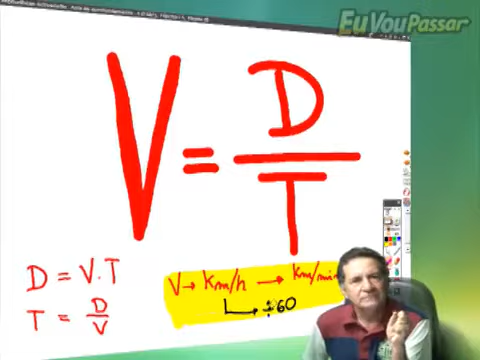 EuVouPassar
V = D / T
D = V.T
T = D / V
V → Km/h → Km/min
÷60